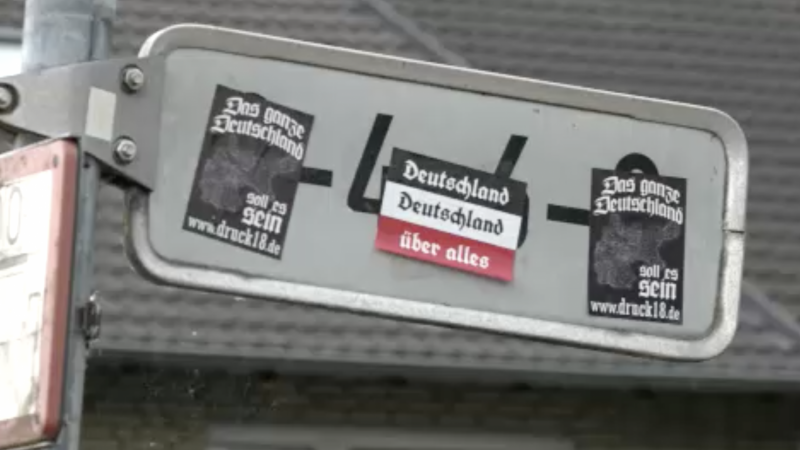 Das ganze
Deutschland
soll es
sein
www.druck18.de
Deutschland
Deutschland
über alles
Das ganze
Deutschland
soll es
sein
www.druck18.de